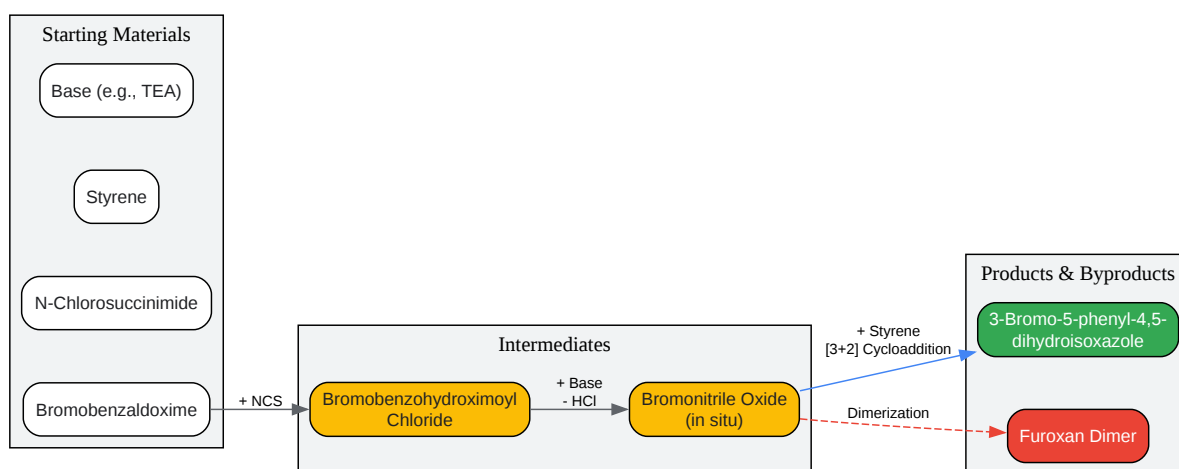 Starting Materials
Base (e.g., TEA)
Styrene
N-Chlorosuccinimide
Bromobenzaldoxime
+ NCS
Intermediates
Bromobenzohydroximoyl
Chloride
+ Base
- HCl
Bromonitrile Oxide
(in situ)
+ Styrene
[3+2] Cycloaddition
Dimerization
Products & Byproducts
3-Bromo-5-phenyl-4,5-
dihydroisoxazole
Furoxan Dimer